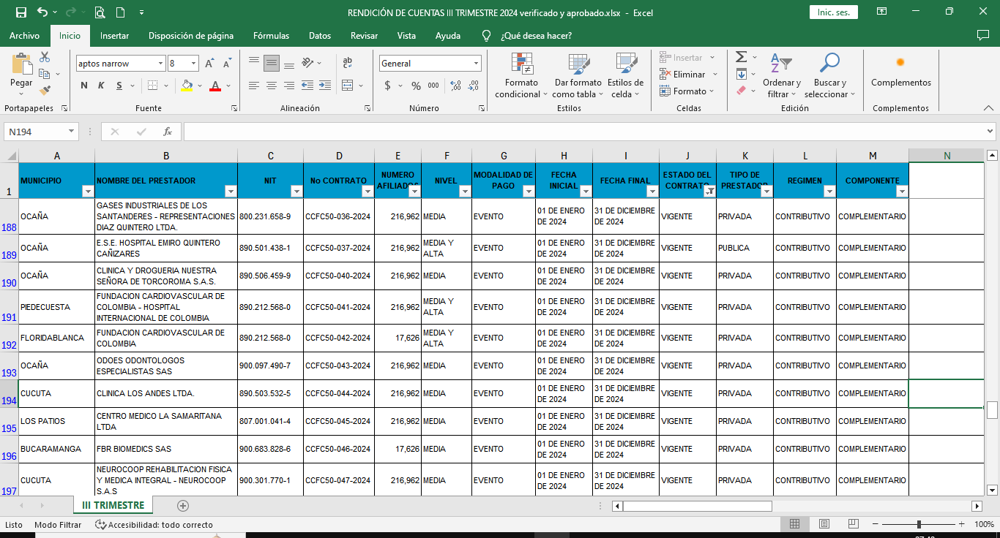 RENDICIÓN DE CUENTAS III TRIMESTRE 2024 verificado y aprobado.xlsx - Excel
Inic. ses.
Archivo Inicio Insertar Disposición de página Fórmulas Datos Revisar Vista Ayuda ¿Qué desea hacer?
Pegar
Portapapeles
aptos narrow 8
N K S
Fuente
ab
Alineación
General
$ % 000
Número
Formato condicional
Dar formato como tabla
Estilos de celda
Estilos
Insertar
Eliminar
Formato
Celdas
Ordenar y filtrar
Buscar y seleccionar
Edición
Complementos
Complementos
N194 fx
A B C D E F G H I J K L M N
1 MUNICIPIO NOMBRE DEL PRESTADOR NIT No CONTRATO NUMERO AFILIADOS NIVEL MODALIDAD DE PAGO FECHA INICIAL FECHA FINAL ESTADO DEL CONTRATO TIPO DE PRESTADOR REGIMEN COMPONENTE
188 OCAÑA GASES INDUSTRIALES DE LOS SANTANDERES - REPRESENTACIONES DIAZ QUINTERO LTDA. 800.231.658-9 CCFC50-036-2024 216,962 MEDIA EVENTO 01 DE ENERO DE 2024 31 DE DICIEMBRE DE 2024 VIGENTE PRIVADA CONTRIBUTIVO COMPLEMENTARIO
189 OCAÑA E.S.E. HOSPITAL EMIRO QUINTERO CAÑIZARES 890.501.438-1 CCFC50-037-2024 216,962 MEDIA Y ALTA EVENTO 01 DE ENERO DE 2024 31 DE DICIEMBRE DE 2024 VIGENTE PUBLICA CONTRIBUTIVO COMPLEMENTARIO
190 OCAÑA CLINICA Y DROGUERIA NUESTRA SEÑORA DE TORCOROMA S.A.S. 890.506.459-9 CCFC50-040-2024 216,962 MEDIA EVENTO 01 DE ENERO DE 2024 31 DE DICIEMBRE DE 2024 VIGENTE PRIVADA CONTRIBUTIVO COMPLEMENTARIO
191 PIEDECUESTA FUNDACION CARDIOVASCULAR DE COLOMBIA - HOSPITAL INTERNACIONAL DE COLOMBIA 890.212.568-0 CCFC50-041-2024 216,962 MEDIA Y ALTA EVENTO 01 DE ENERO DE 2024 31 DE DICIEMBRE DE 2024 VIGENTE PRIVADA CONTRIBUTIVO COMPLEMENTARIO
192 FLORIDABLANCA FUNDACION CARDIOVASCULAR DE COLOMBIA 890.212.568-0 CCFC50-042-2024 17,626 MEDIA Y ALTA EVENTO 01 DE ENERO DE 2024 31 DE DICIEMBRE DE 2024 VIGENTE PRIVADA CONTRIBUTIVO COMPLEMENTARIO
193 OCAÑA ODOES ODONTOLOGOS ESPECIALISTAS SAS 900.097.490-7 CCFC50-043-2024 216,962 MEDIA EVENTO 01 DE ENERO DE 2024 31 DE DICIEMBRE DE 2024 VIGENTE PRIVADA CONTRIBUTIVO COMPLEMENTARIO
194 CUCUTA CLINICA LOS ANDES LTDA. 890.503.532-5 CCFC50-044-2024 216,962 MEDIA EVENTO 01 DE ENERO DE 2024 31 DE DICIEMBRE DE 2024 VIGENTE PRIVADA CONTRIBUTIVO COMPLEMENTARIO
195 LOS PATIOS CENTRO MEDICO LA SAMARITANA LTDA 807.001.041-4 CCFC50-045-2024 216,962 MEDIA EVENTO 01 DE ENERO DE 2024 31 DE DICIEMBRE DE 2024 VIGENTE PRIVADA CONTRIBUTIVO COMPLEMENTARIO
196 BUCARAMANGA FBR BIOMEDICS SAS 900.683.828-6 CCFC50-046-2024 17,626 MEDIA EVENTO 01 DE ENERO DE 2024 31 DE DICIEMBRE DE 2024 VIGENTE PRIVADA CONTRIBUTIVO COMPLEMENTARIO
197 CUCUTA NEUROCOOP REHABILITACION FISICA Y MEDICA INTEGRAL - NEUROCOOP S.A.S 900.301.770-1 CCFC50-047-2024 216,962 MEDIA EVENTO 01 DE ENERO DE 2024 31 DE DICIEMBRE DE 2024 VIGENTE PRIVADA CONTRIBUTIVO COMPLEMENTARIO
III TRIMESTRE
Listo Modo Filtrar Accesibilidad: todo correcto 100%